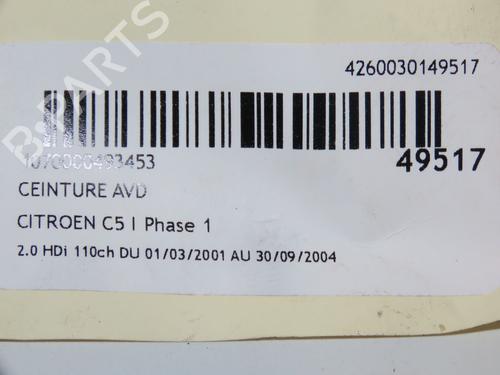 4260030149517
49517
CEINTURE AVD
CITROEN C5 I Phase 1
2.0 HDi 110ch DU 01/03/2001 AU 30/09/2004
B-PARTS